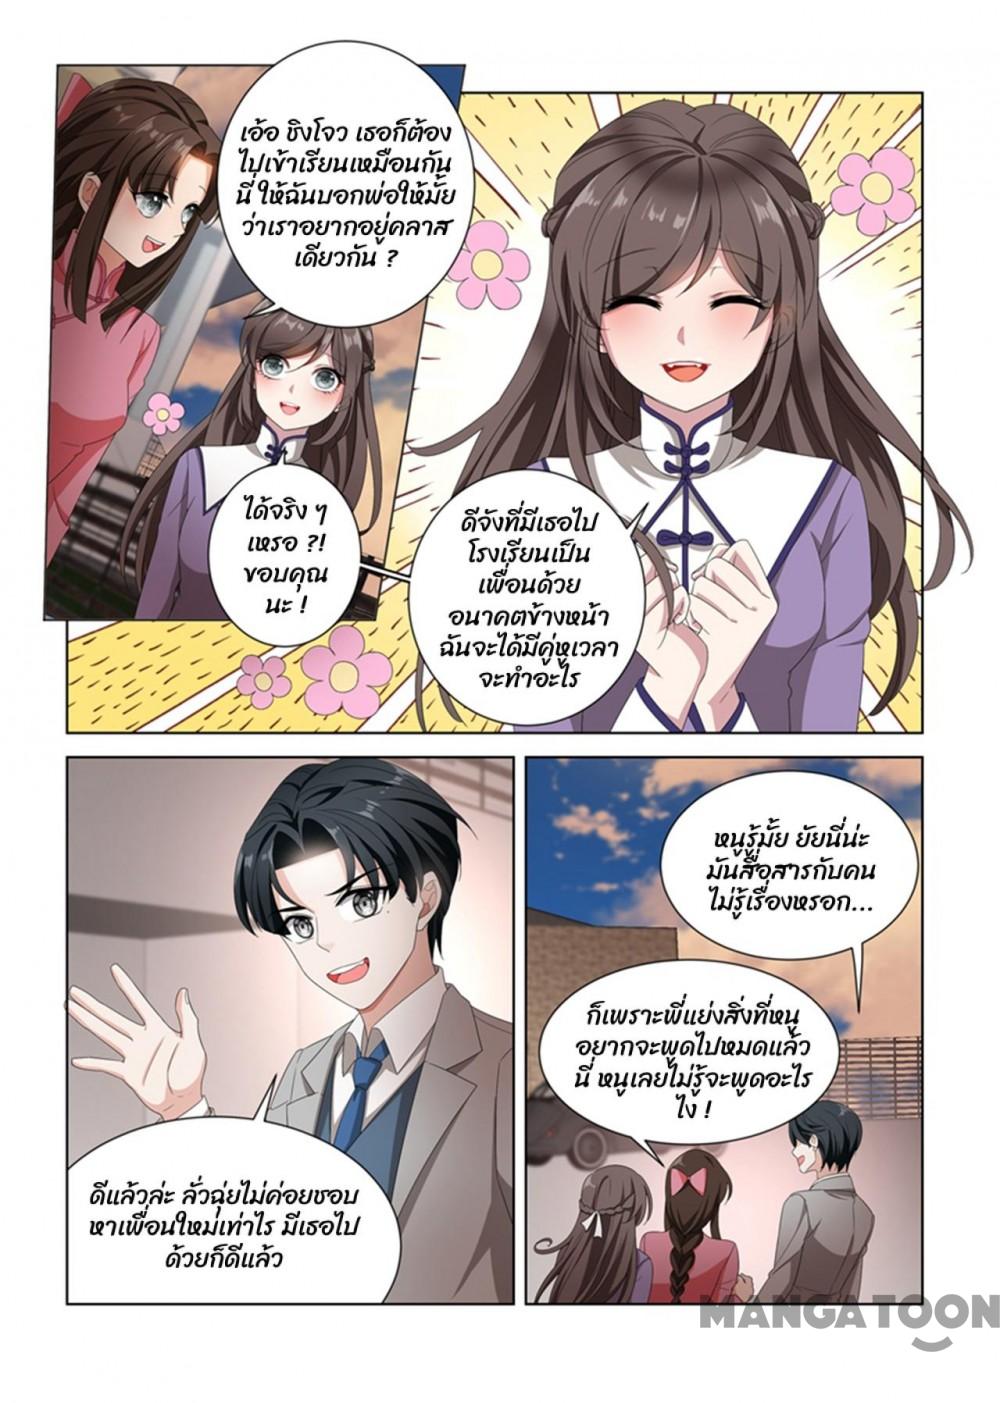 เอ้อ ชิงโจว เธอก็ต้อง
ไปเข้าเรียนเหมือนกัน
นี่ ให้ฉันบอกพ่อให้มั้ย
ว่าเราอยากอยู่คลาส
เดียวกัน ?
ได้จริง ๆ
เหรอ ?!
ขอบคุณ
นะ !
ดีจังที่มีเธอไป
โรงเรียนเป็น
เพื่อนด้วย
อนาคตข้างหน้า
ฉันจะได้มีคู่หูเวลา
จะทำอะไร
ดีแล้วล่ะ ลั่วฉุ่ยไม่ค่อยชอบ
หาเพื่อนใหม่เท่าไร มีเธอไป
ด้วยก็ดีแล้ว
หนูรู้มั้ย ยัยนี่น่ะ
มันสื่อสารกับคน
ไม่รู้เรื่องหรอก...
ก็เพราะพี่แย่งสิ่งที่หนู
อยากจะพูดไปหมดแล้ว
นี่ หนูเลยไม่รู้จะพูดอะไร
ไง !
MANGATOON